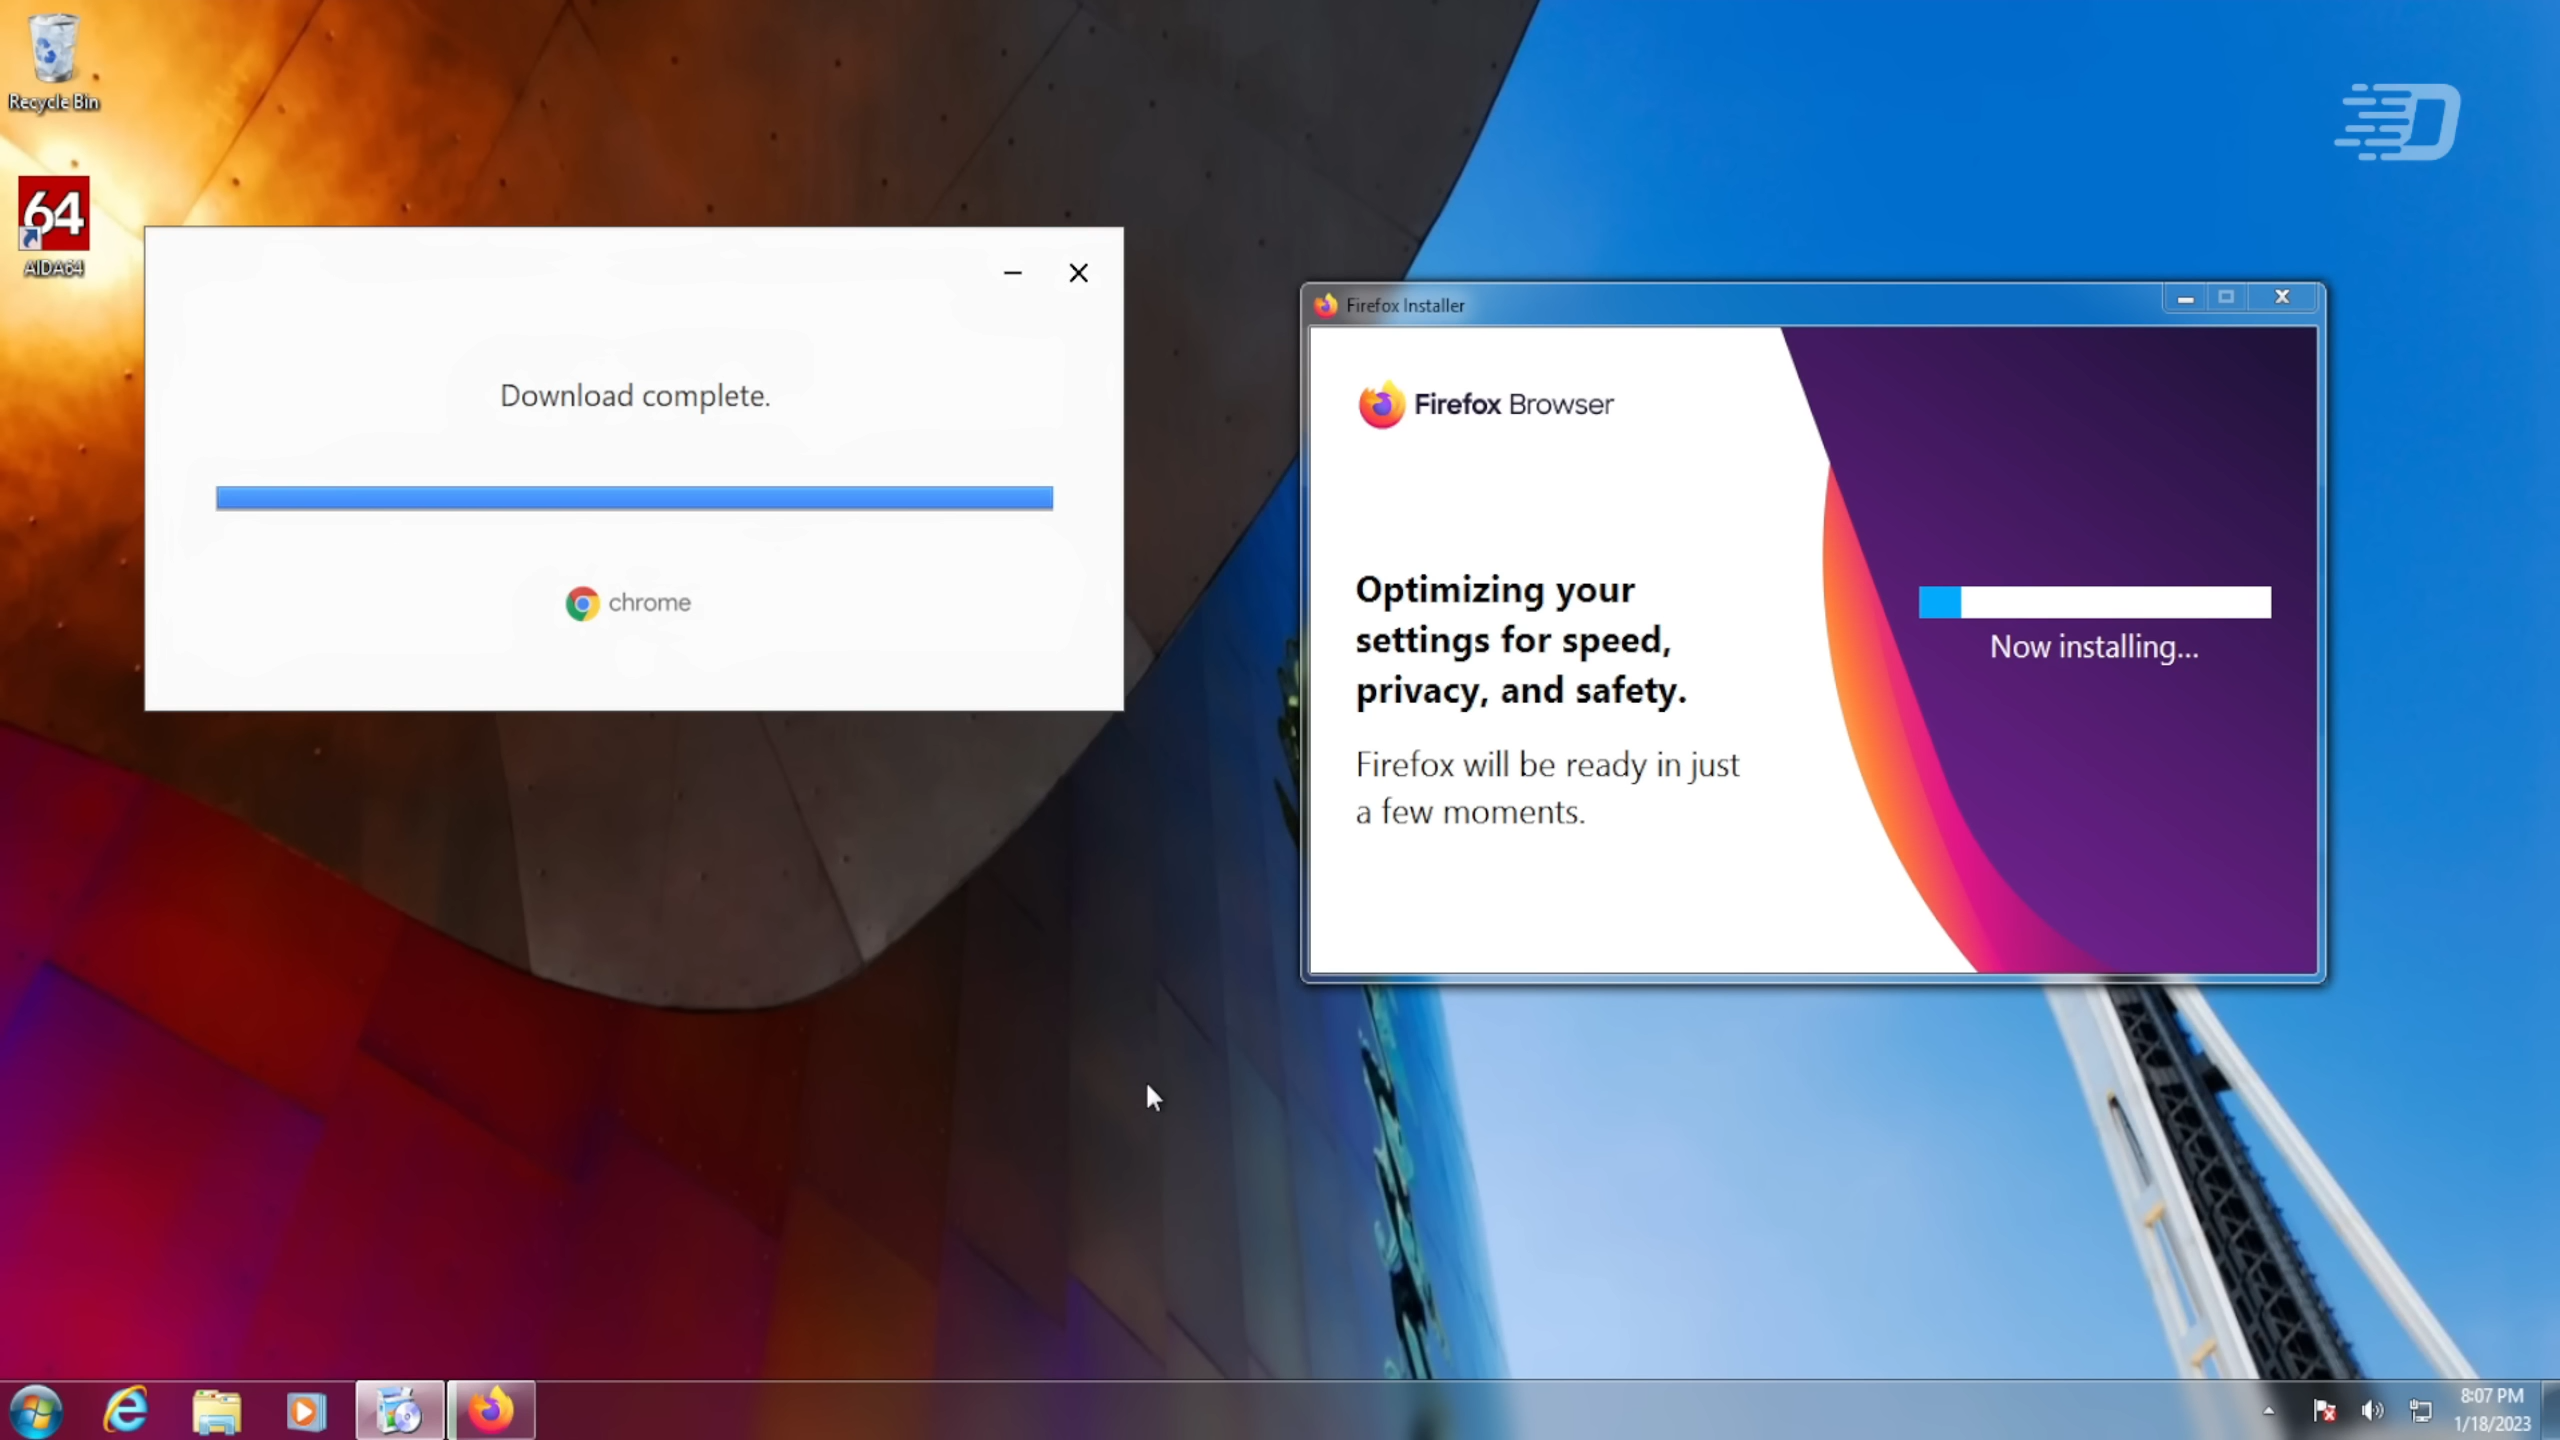 Recycle Bin
64
AIDA64
Download complete.
chrome
Firefox Installer
Firefox Browser
Optimizing your
settings for speed,
privacy, and safety.
Firefox will be ready in just
a few moments.
Now installing...
D
8:07 PM
1/18/2023